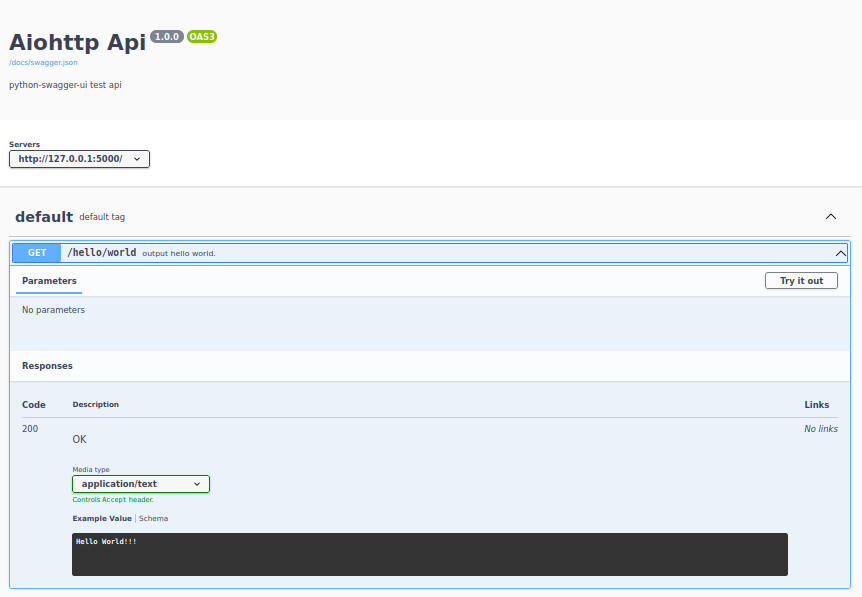 Aiohttp Api 1.0.0 OAS3
/docs/swagger.json
python-swagger-ui test api
Servers
http://127.0.0.1:5000/
default default tag
GET /hello/world output hello world.
Parameters Try it out
No parameters
Responses
Code Description Links
200 No links
OK
Media type
application/text
Controls Accept header.
Example Value | Schema
Hello World!!!